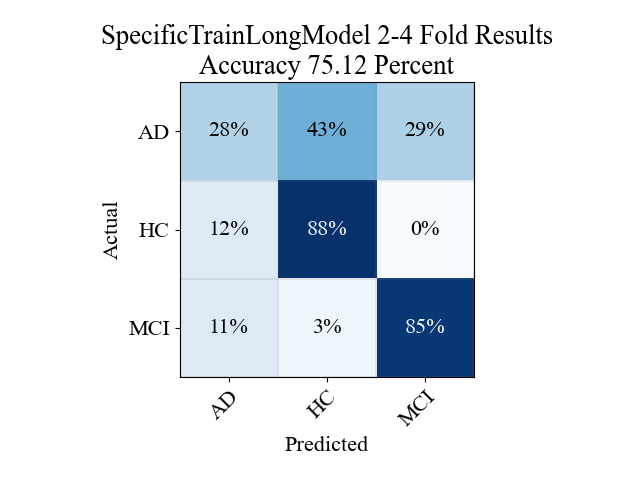 SpecificTrainLongModel 2-4 Fold Results
Accuracy 75.12 Percent
AD 28% 43% 29%
Actual
HC 12% 88% 0%
MCI 11% 3% 85%
AD HC MCI
Predicted